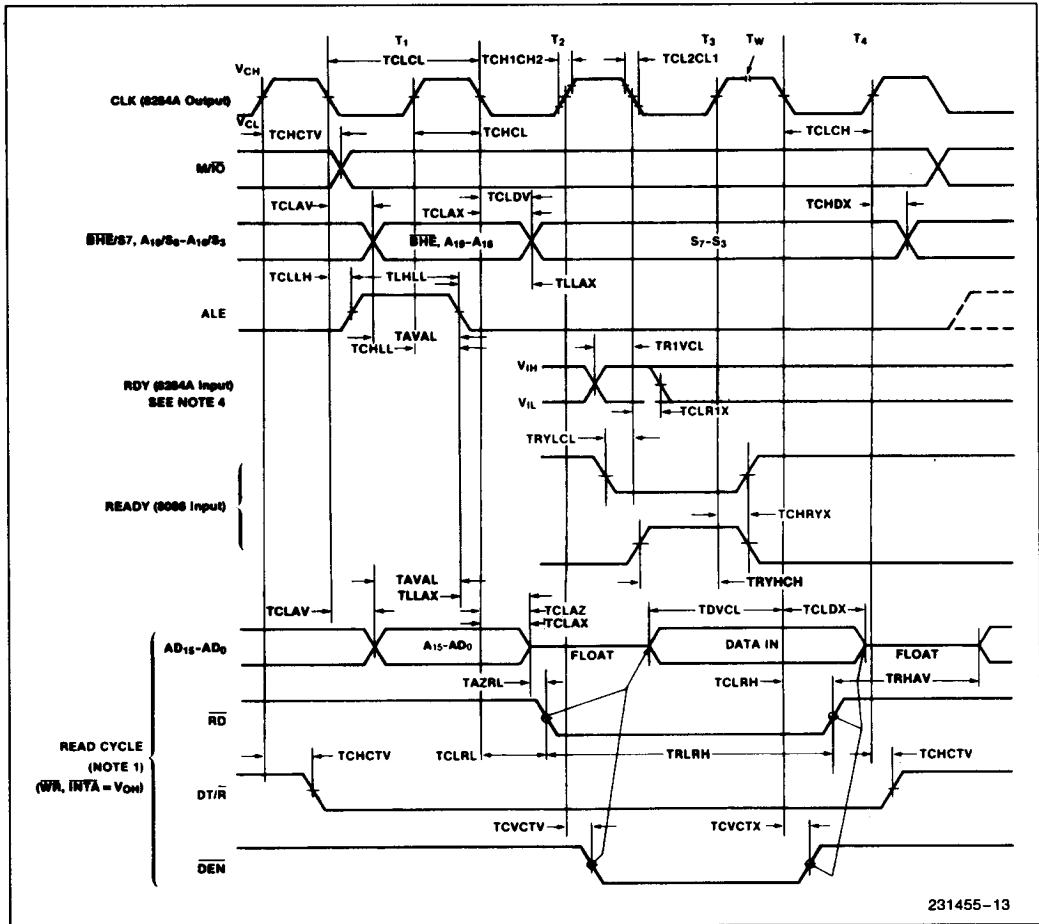 T1 T2 T3 TW T4
TCLCL TCH1CH2 TCL2CL1
VCH
CLK (8284A Output)
VCL
TCHCTV TCHCL TCLCH
M/IO
TCLDV
TCLAV TCLAX TCHDX
BHE/S7, A19/S6-A16/S3 BHE, A19-A16 S7-S3
TCLLH TLHLL TLLAX
ALE
TAVAL
TCHLL TR1VCL
VIH
RDY (8284A Input)
SEE NOTE 4
VIL
TCLR1X
TRYLCL
READY (8086 Input)
TCHRYX
TRYHCH
TAVAL
TLLAX
TCLAV TCLAZ TDVCL TCLDX
TCLAX
AD15-AD0 A15-AD0 FLOAT DATA IN FLOAT
TAZRL TCLRH TRHAV
RD
READ CYCLE
(NOTE 1)
(WR, INTA = VOH)
TCHCTV TCLRL TRLRH TCHCTV
DT/R
TCVCTV TCVCTX
DEN
231455-13